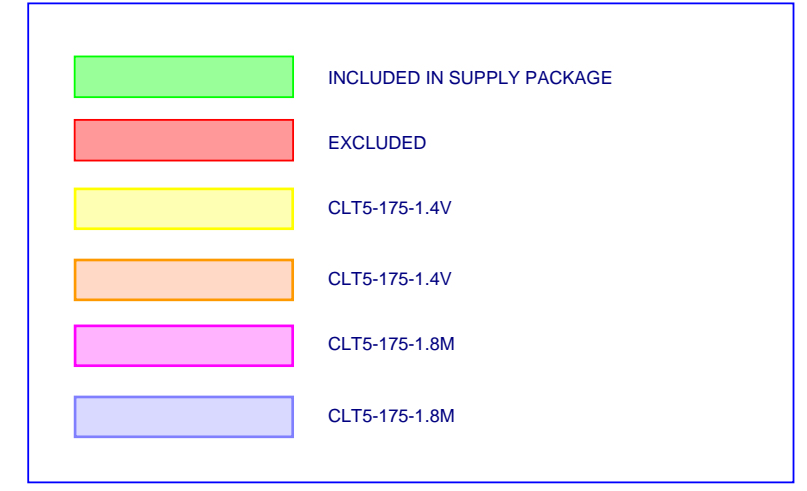 INCLUDED IN SUPPLY PACKAGE
EXCLUDED
CLT5-175-1.4V
CLT5-175-1.4V
CLT5-175-1.8M
CLT5-175-1.8M